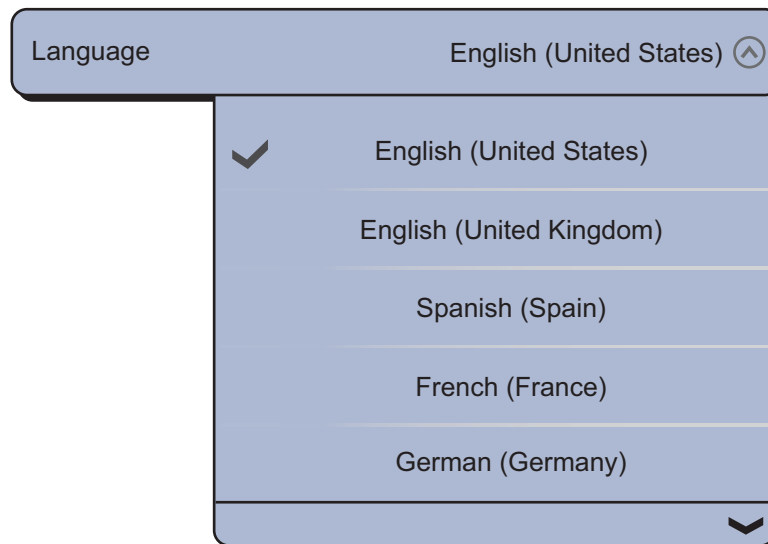 Language English (United States)
English (United States)
English (United Kingdom)
Spanish (Spain)
French (France)
German (Germany)